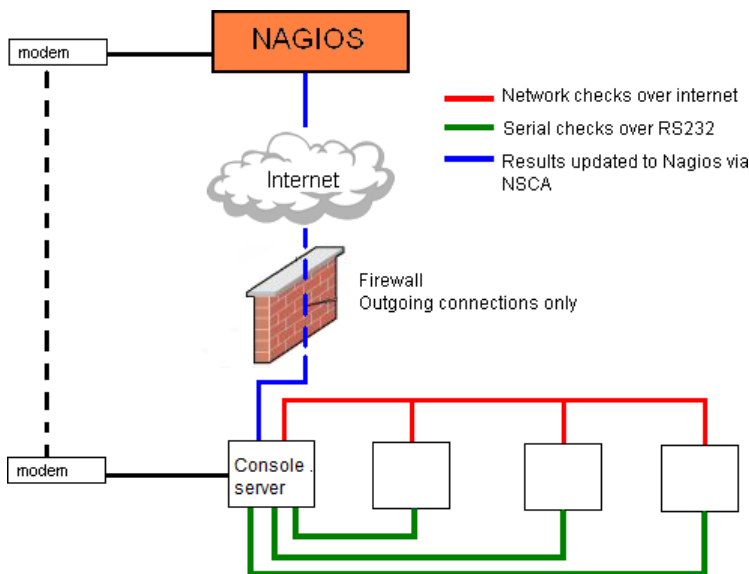 NAGIOS
modem
Network checks over internet
Serial checks over RS232
Results updated to Nagios via
NSCA
Internet
Firewall
Outgoing connections only
modem
Console .
server